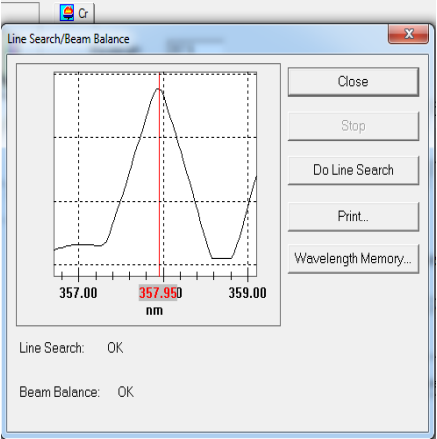 Cr
Line Search/Beam Balance
Close
Stop
Do Line Search
Print...
Wavelength Memory...
357.00
357.95
359.00
nm
Line Search: OK
Beam Balance: OK